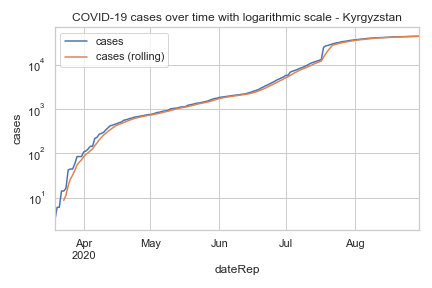 COVID-19 cases over time with logarithmic scale - Kyrgyzstan
cases
cases (rolling)
10⁴
10³
10²
10¹
cases
Apr
2020
May
Jun
Jul
Aug
dateRep